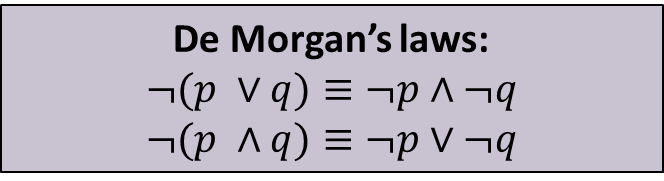 De Morgan's laws:
¬(𝑝 ∨ 𝑞) ≡ ¬𝑝 ∧ ¬𝑞
¬(𝑝 ∧ 𝑞) ≡ ¬𝑝 ∨ ¬𝑞